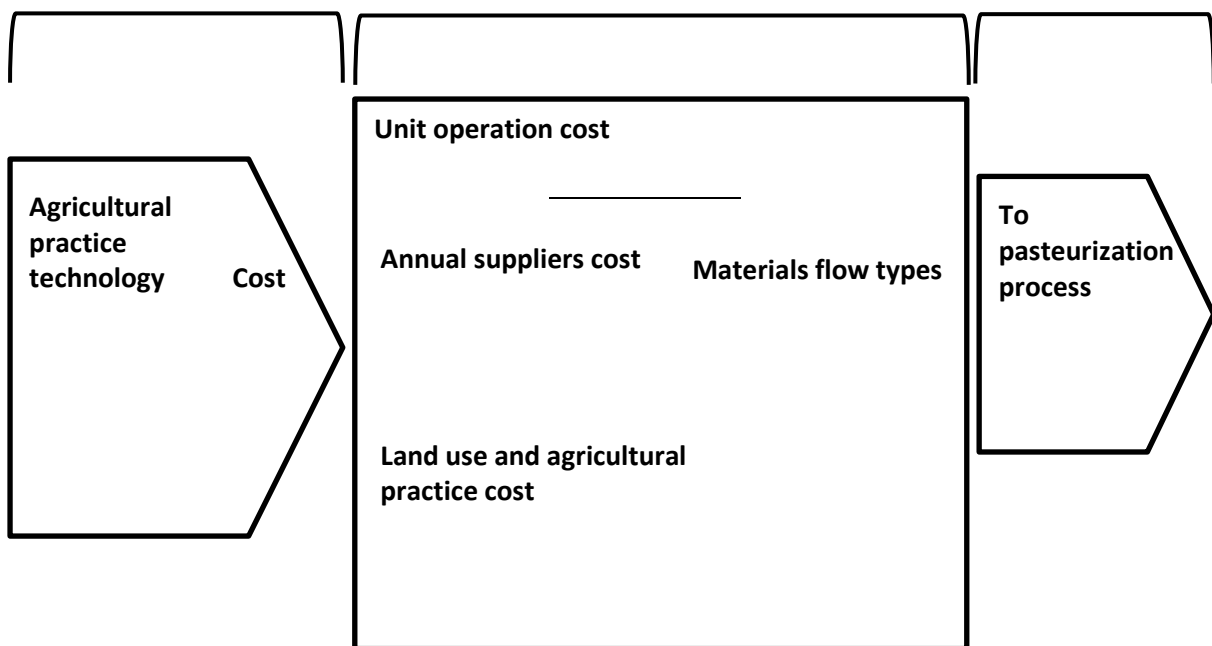 Agricultural
practice
technology
Cost
Unit operation cost
Annual suppliers cost
Materials flow types
Land use and agricultural
practice cost
To
pasteurization
process